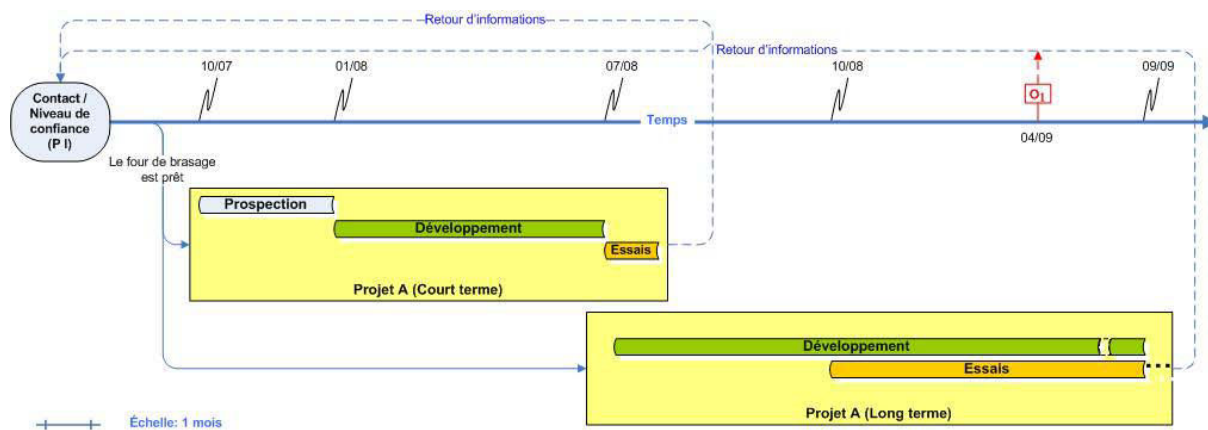 Retour d'informations
Retour d'informations
10/07
01/08
07/08
10/08
09/09
Contact /
Niveau de
confiance
(P I)
O1
Temps
04/09
Le four de brasage
est prêt
Prospection
Développement
Essais
Projet A (Court terme)
Développement
Essais
Projet A (Long terme)
Échelle: 1 mois